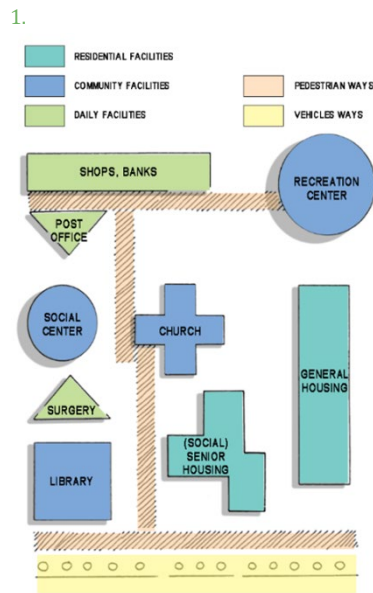 1.
RESIDENTIAL FACILITIES
COMMUNITY FACILITIES
DAILY FACILITIES
PEDESTRIAN WAYS
VEHICLES WAYS
SHOPS, BANKS
RECREATION
CENTER
POST
OFFICE
SOCIAL
CENTER
CHURCH
GENERAL
HOUSING
SURGERY
(SOCIAL)
SENIOR
HOUSING
LIBRARY